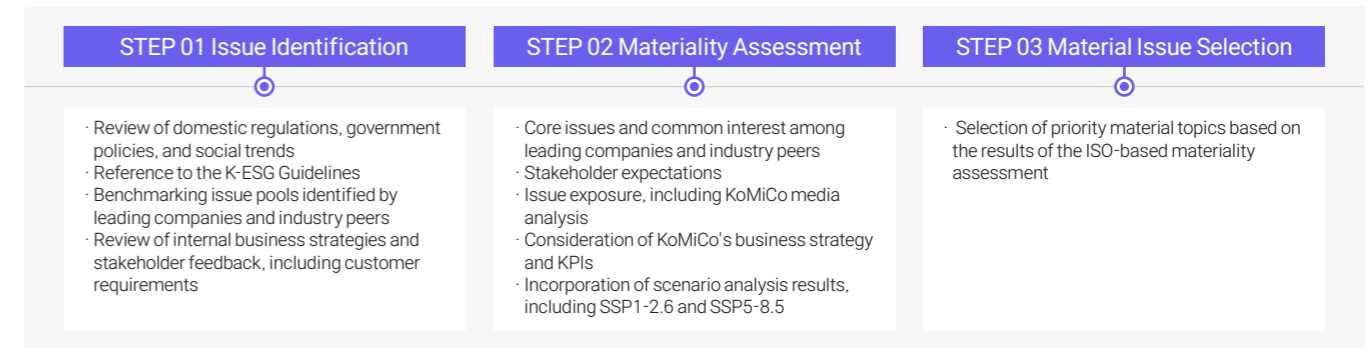 STEP 01 Issue Identification
· Review of domestic regulations, government
policies, and social trends
· Reference to the K-ESG Guidelines
· Benchmarking issue pools identified by
leading companies and industry peers
· Review of internal business strategies and
stakeholder feedback, including customer
requirements
STEP 02 Materiality Assessment
· Core issues and common interest among
leading companies and industry peers
· Stakeholder expectations
· Issue exposure, including KoMiCo media
analysis
· Consideration of KoMiCo's business strategy
and KPIs
· Incorporation of scenario analysis results,
including SSP1-2.6 and SSP5-8.5
STEP 03 Material Issue Selection
· Selection of priority material topics based on
the results of the ISO-based materiality
assessment